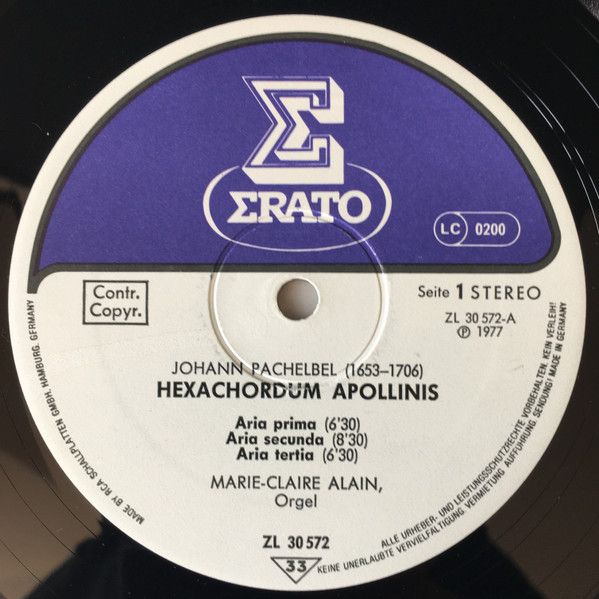 Σ
ΣRATO
LC 0200
Contr.
Copyr.
Seite 1 STEREO
ZL 30 572-A
℗ 1977
JOHANN PACHELBEL (1653–1706)
HEXACHORDUM APOLLINIS
Aria prima (6'30)
Aria secunda (8'30)
Aria tertia (6'30)
MARIE-CLAIRE ALAIN,
Orgel
ZL 30 572
33
MADE BY RCA SCHALLPLATTEN GMBH, HAMBURG, GERMANY
ALLE URHEBER- UND LEISTUNGSSCHUTZRECHTE VORBEHALTEN. KEIN VERLEIH!
KEINE UNERLAUBTE VERVIELFÄLTIGUNG, VERMIETUNG, AUFFÜHRUNG, SENDUNG! MADE IN GERMANY